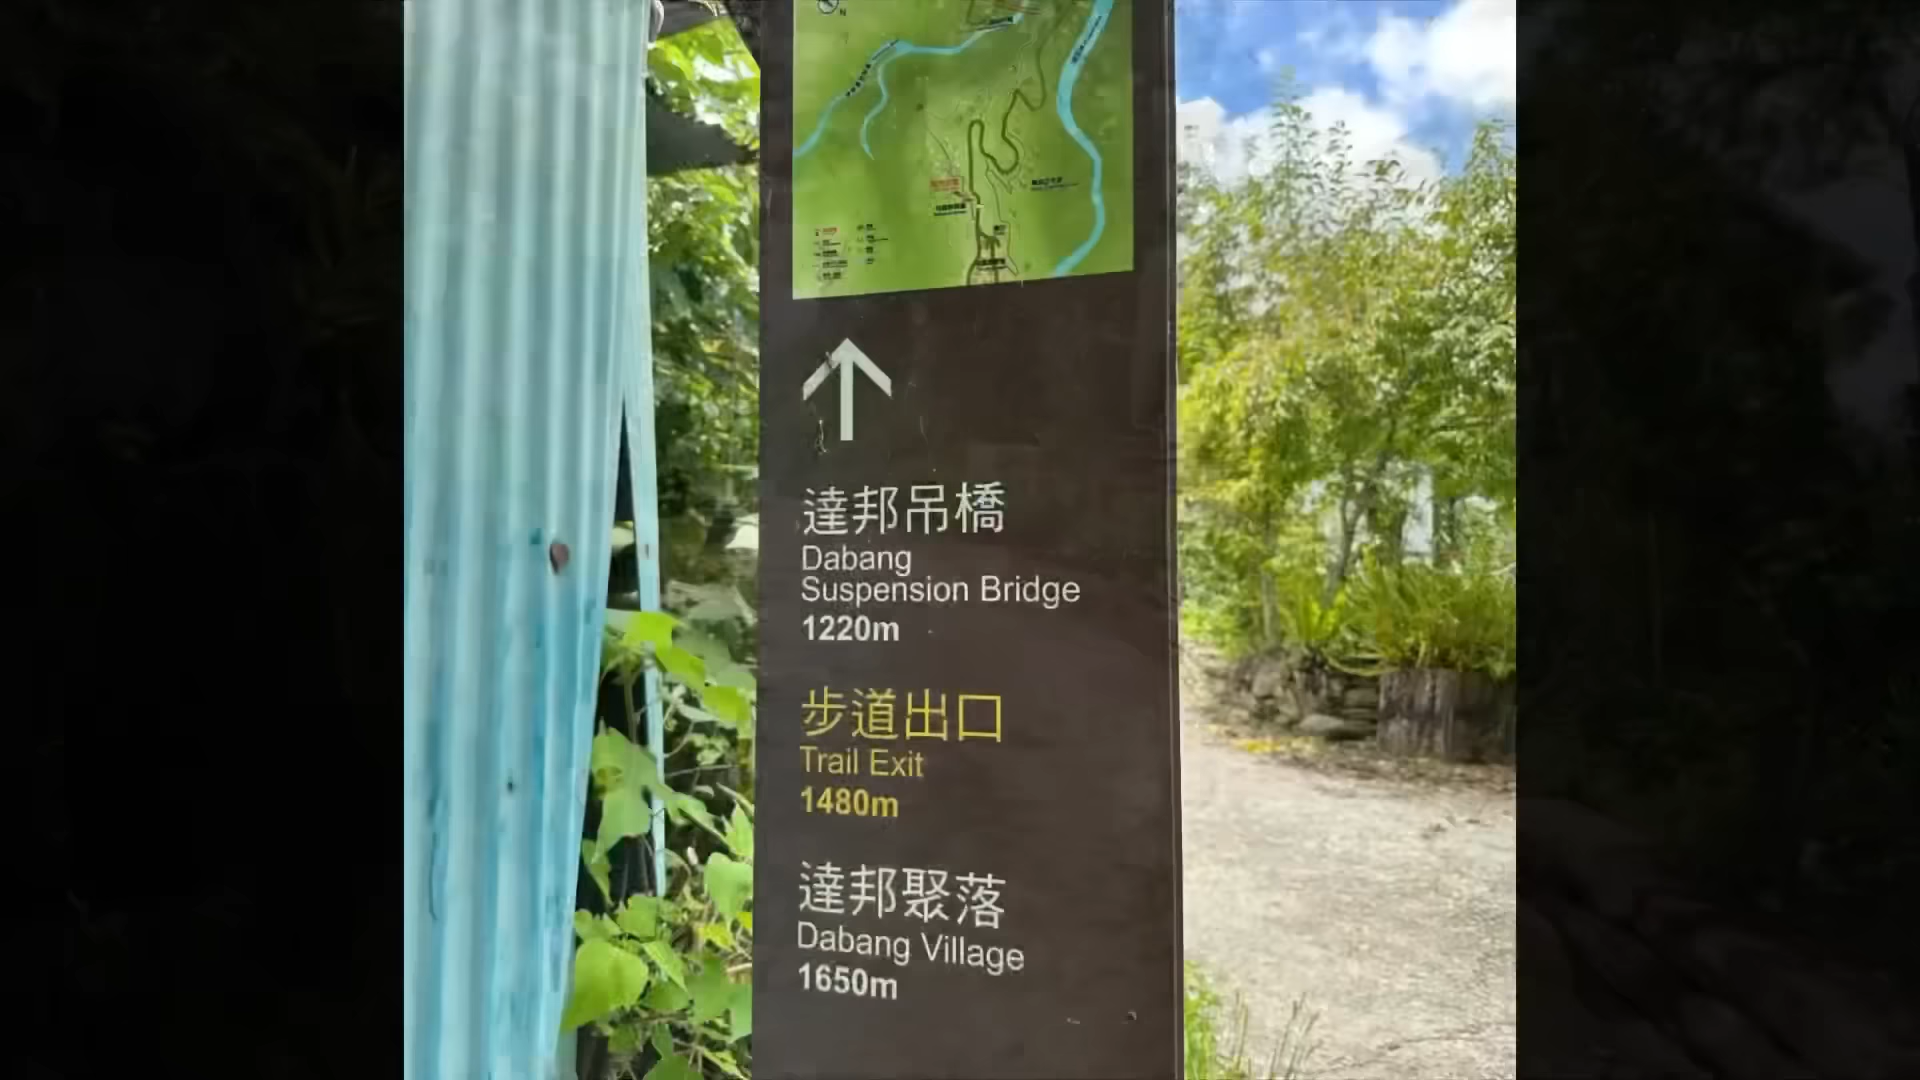 N
達邦吊橋
Dabang
Suspension Bridge
1220m
步道出口
Trail Exit
1480m
達邦聚落
Dabang Village
1650m